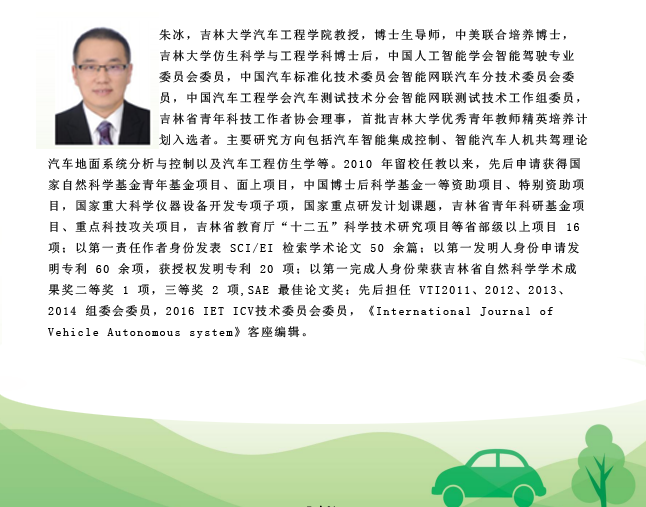 朱冰，吉林大学汽车工程学院教授，博士生导师，中美联合培养博士，
吉林大学仿生科学与工程学科博士后，中国人工智能学会智能驾驶专业
委员会委员，中国汽车标准化技术委员会智能网联汽车分技术委员会委
员，中国汽车工程学会汽车测试技术分会智能网联测试技术工作组委员，
吉林省青年科技工作者协会理事，首批吉林大学优秀青年教师精英培养计
划入选者。主要研究方向包括汽车智能集成控制、智能汽车人机共驾理论
汽车地面系统分析与控制以及汽车工程仿生学等。2010 年留校任教以来，先后申请获得国
家自然科学基金青年基金项目、面上项目，中国博士后科学基金一等资助项目、特别资助项
目，国家重大科学仪器设备开发专项子项，国家重点研发计划课题，吉林省青年科研基金项
目、重点科技攻关项目，吉林省教育厅“十二五”科学技术研究项目等省部级以上项目 16
项；以第一责任作者身份发表 SCI/EI 检索学术论文 50 余篇；以第一发明人身份申请发
明专利 60 余项，获授权发明专利 20 项；以第一完成人身份荣获吉林省自然科学学术成
果奖二等奖 1 项，三等奖 2 项,SAE 最佳论文奖；先后担任 VTI2011、2012、2013、
2014 组委会委员，2016 IET ICV技术委员会委员，《International Journal of
Vehicle Autonomous system》客座编辑。